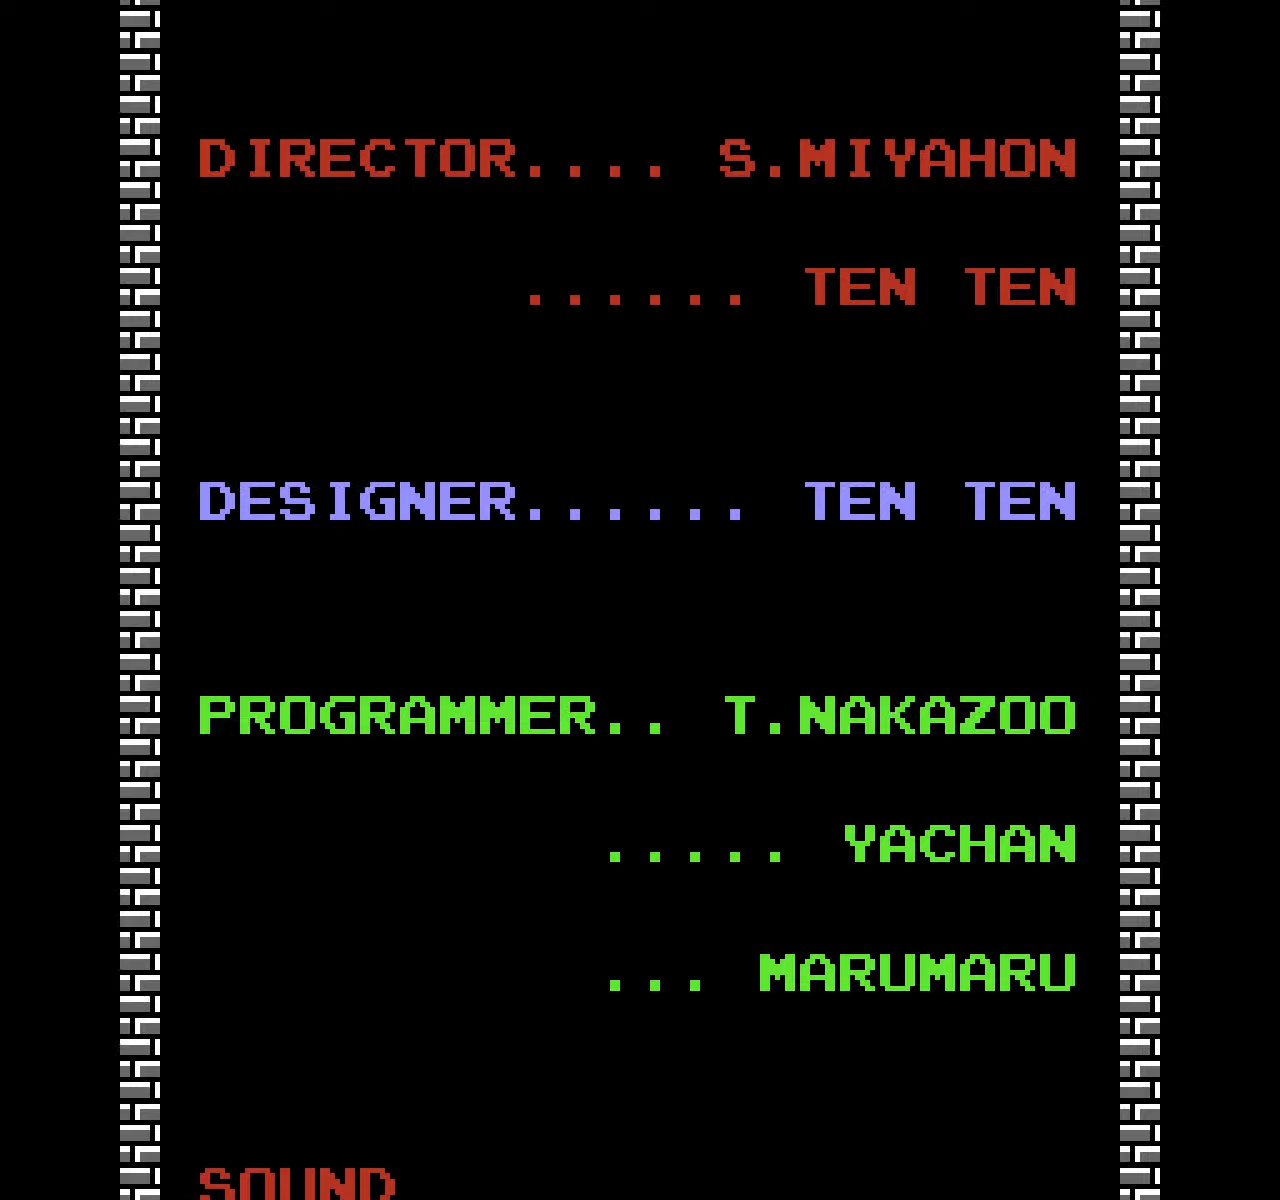 DIRECTOR.... S.MIYAHON
...... TEN TEN
DESIGNER...... TEN TEN
PROGRAMMER.. T.NAKAZOO
..... YACHAN
... MARUMARU
SOUND